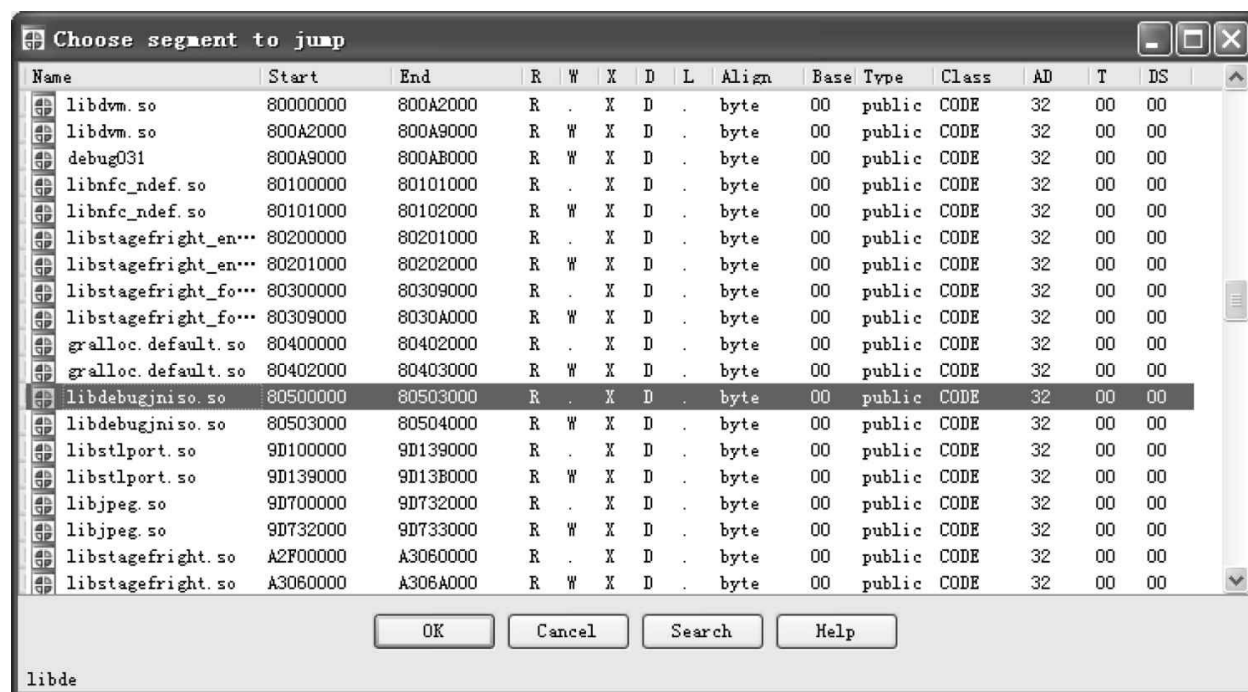 Choose segment to jump
Name Start End R W X D L Align Base Type Class AD T DS
libdvm.so 80000000 800A2000 R . X D . byte 00 public CODE 32 00 00
libdvm.so 800A2000 800A9000 R W X D . byte 00 public CODE 32 00 00
debug031 800A9000 800AB000 R W X D . byte 00 public CODE 32 00 00
libnfc_ndef.so 80100000 80101000 R . X D . byte 00 public CODE 32 00 00
libnfc_ndef.so 80101000 80102000 R W X D . byte 00 public CODE 32 00 00
libstagefright_en… 80200000 80201000 R . X D . byte 00 public CODE 32 00 00
libstagefright_en… 80201000 80202000 R W X D . byte 00 public CODE 32 00 00
libstagefright_fo… 80300000 80309000 R . X D . byte 00 public CODE 32 00 00
libstagefright_fo… 80309000 8030A000 R W X D . byte 00 public CODE 32 00 00
gralloc.default.so 80400000 80402000 R . X D . byte 00 public CODE 32 00 00
gralloc.default.so 80402000 80403000 R W X D . byte 00 public CODE 32 00 00
libdebugjniso.so 80500000 80503000 R . X D . byte 00 public CODE 32 00 00
libdebugjniso.so 80503000 80504000 R W X D . byte 00 public CODE 32 00 00
libstlport.so 9D100000 9D139000 R . X D . byte 00 public CODE 32 00 00
libstlport.so 9D139000 9D13B000 R W X D . byte 00 public CODE 32 00 00
libjpeg.so 9D700000 9D732000 R . X D . byte 00 public CODE 32 00 00
libjpeg.so 9D732000 9D733000 R W X D . byte 00 public CODE 32 00 00
libstagefright.so A2F00000 A3060000 R . X D . byte 00 public CODE 32 00 00
libstagefright.so A3060000 A306A000 R W X D . byte 00 public CODE 32 00 00
OK Cancel Search Help
libde